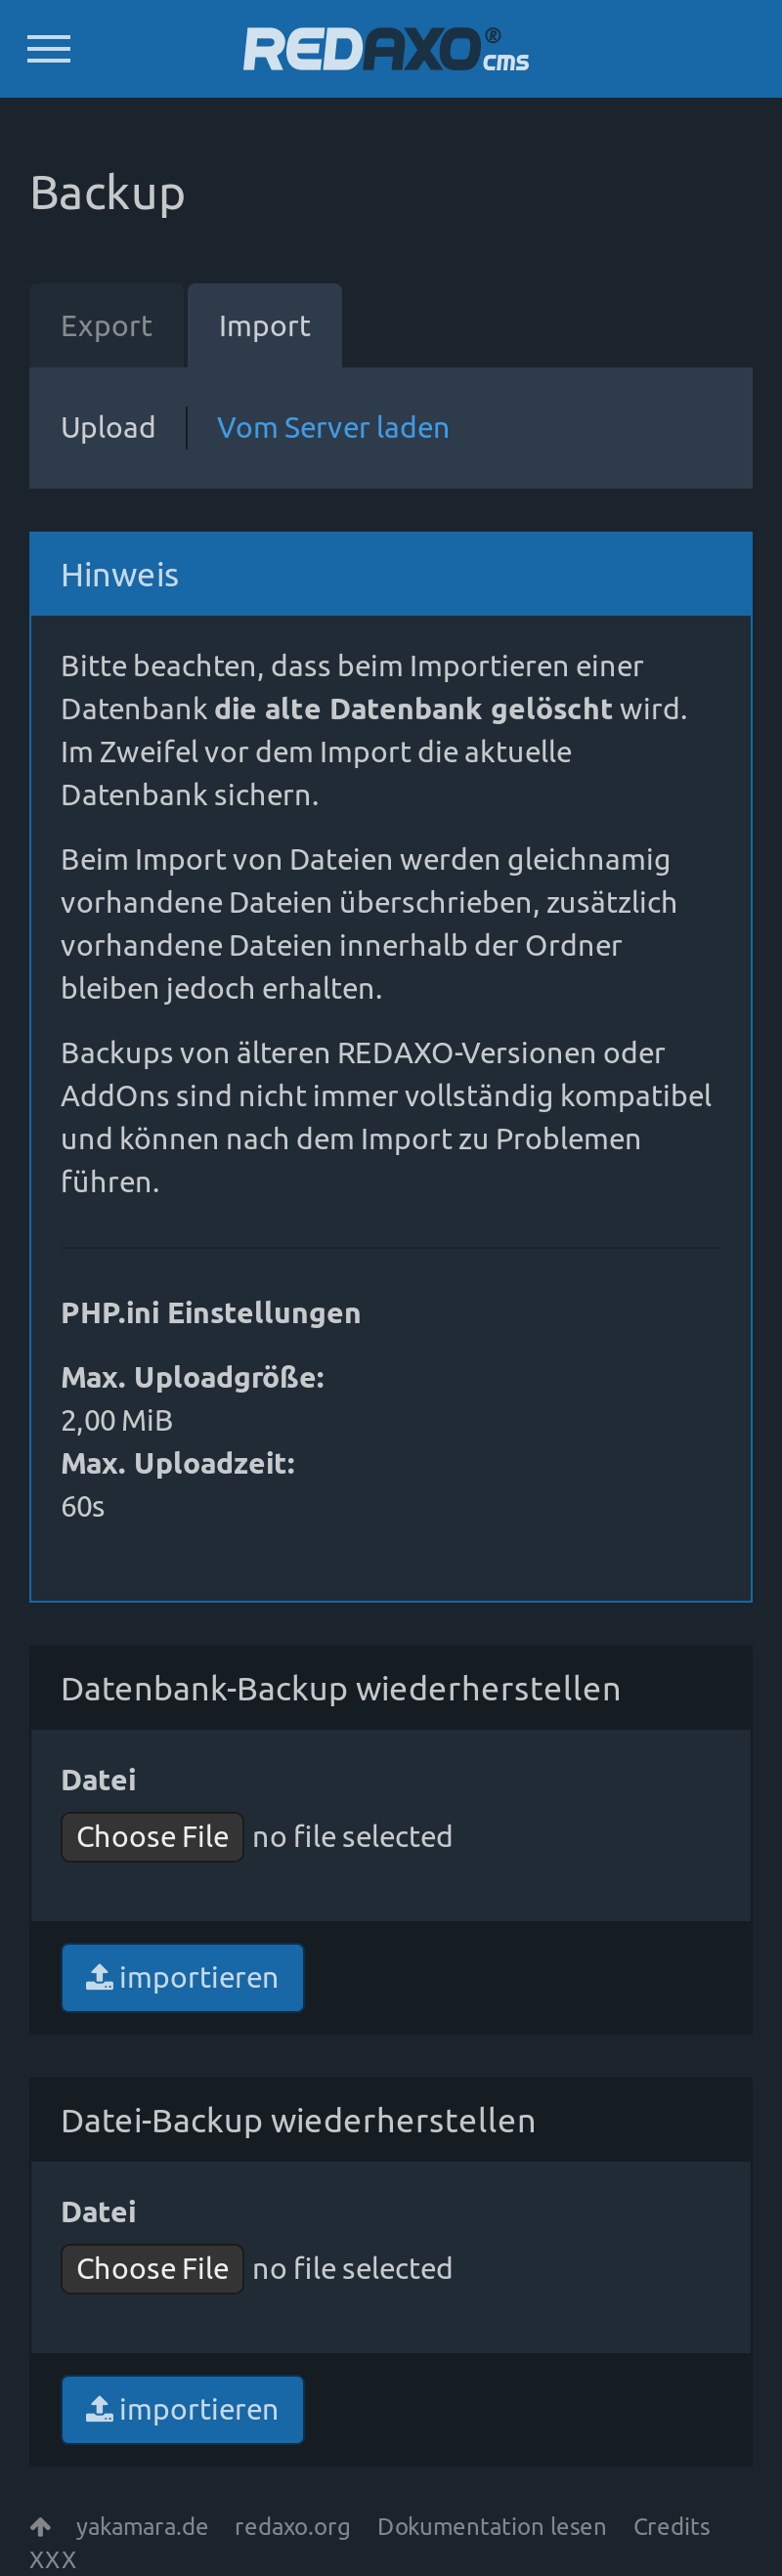 REDAXO® cms
Backup
Export Import
Upload Vom Server laden
Hinweis
Bitte beachten, dass beim Importieren einer
Datenbank die alte Datenbank gelöscht wird.
Im Zweifel vor dem Import die aktuelle
Datenbank sichern.
Beim Import von Dateien werden gleichnamig
vorhandene Dateien überschrieben, zusätzlich
vorhandene Dateien innerhalb der Ordner
bleiben jedoch erhalten.
Backups von älteren REDAXO-Versionen oder
AddOns sind nicht immer vollständig kompatibel
und können nach dem Import zu Problemen
führen.
PHP.ini Einstellungen
Max. Uploadgröße:
2,00 MiB
Max. Uploadzeit:
60s
Datenbank-Backup wiederherstellen
Datei
Choose File no file selected
importieren
Datei-Backup wiederherstellen
Datei
Choose File no file selected
importieren
yakamara.de redaxo.org Dokumentation lesen Credits
XXX